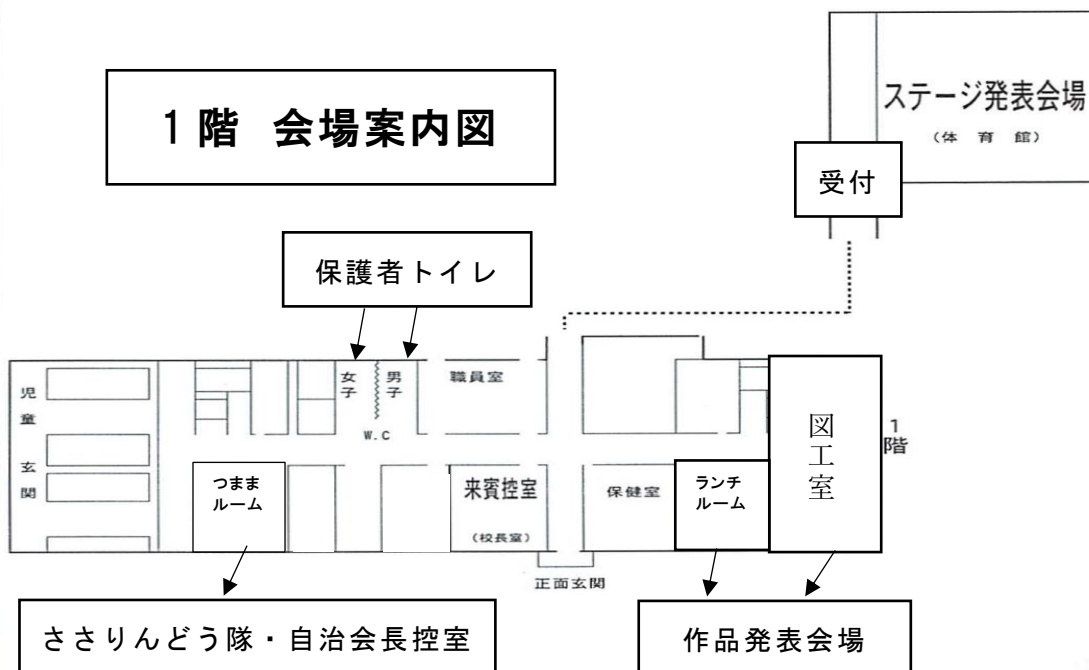 1階 会場案内図
ステージ発表会場
(体 育 館)
受付
保護者トイレ
児童玄関
女子
男子
W.C
職員室
図工室
1階
つまま
ルーム
来賓控室
(校長室)
保健室
ランチ
ルーム
正面玄関
ささりんどう隊・自治会長控室
作品発表会場